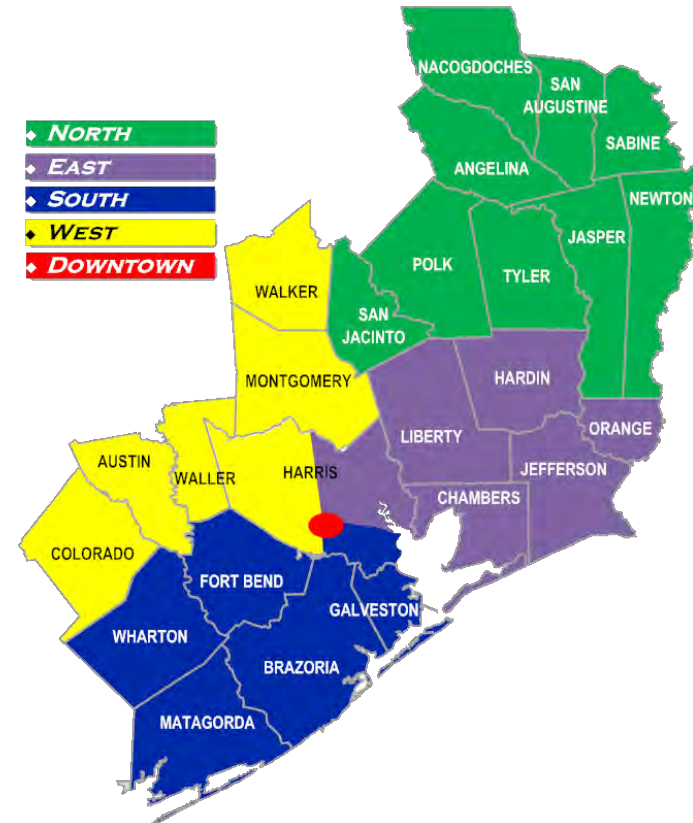 NORTH
EAST
SOUTH
WEST
DOWNTOWN
NACOGDOCHES
SAN
AUGUSTINE
SABINE
ANGELINA
NEWTON
JASPER
POLK
TYLER
WALKER
SAN
JACINTO
MONTGOMERY
HARDIN
ORANGE
LIBERTY
JEFFERSON
AUSTIN
WALLER
HARRIS
CHAMBERS
COLORADO
FORT BEND
GALVESTON
WHARTON
BRAZORIA
MATAGORDA